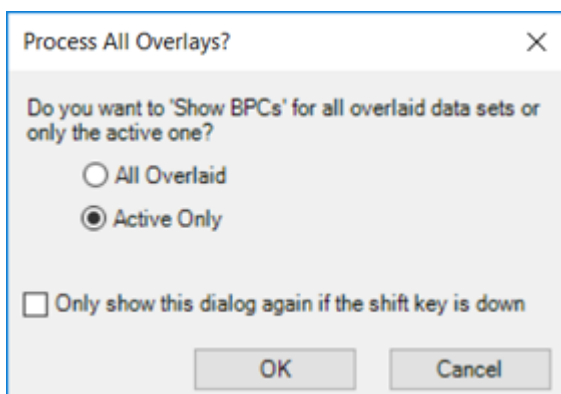 Process All Overlays?
Do you want to 'Show BPCs' for all overlaid data sets or
only the active one?
All Overlaid
Active Only
Only show this dialog again if the shift key is down
OK Cancel